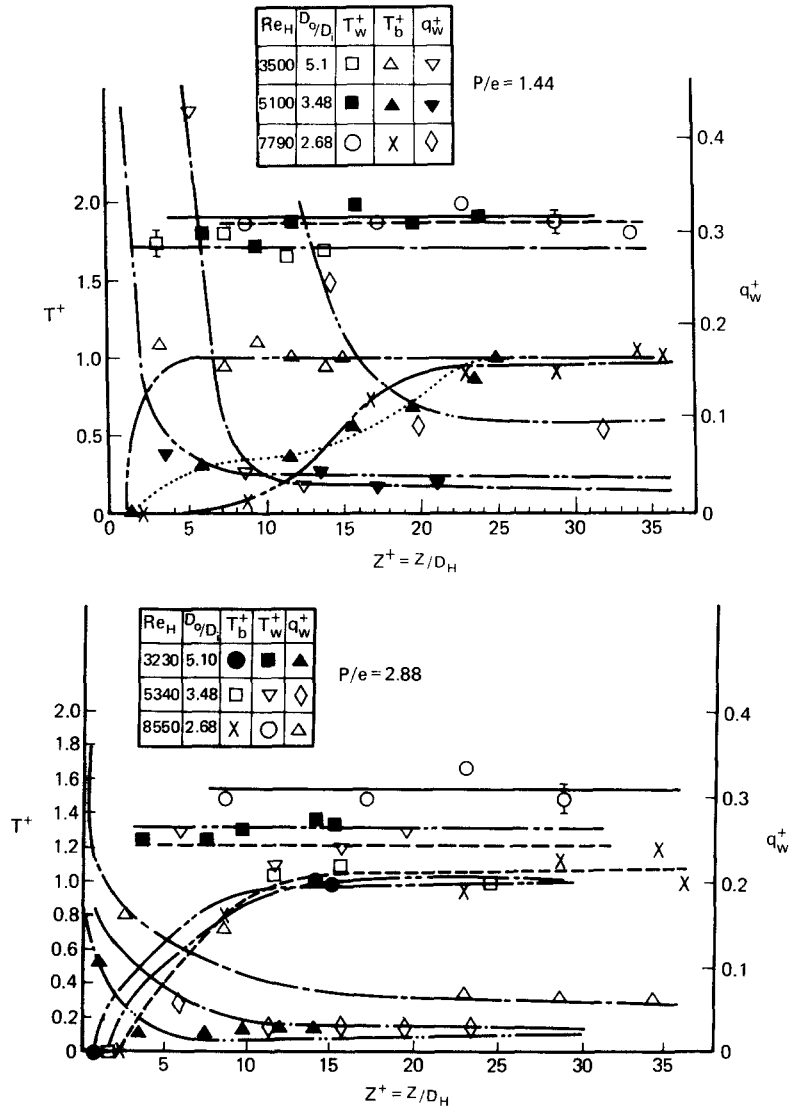 Re_H D_o/D_i T_w^+ T_b^+ q_w^+
3500 5.1
5100 3.48
7790 2.68
P/e = 1.44
2.0
1.5
1.0
0.5
0
T^+
0.4
0.3
0.2
0.1
0
q_w^+
0 5 10 15 20 25 30 35
Z^+ = Z/D_H
Re_H D_o/D_i T_b^+ T_w^+ q_w^+
3230 5.10
5340 3.48
8550 2.68
P/e = 2.88
2.0
1.8
1.6
1.4
1.2
1.0
0.8
0.6
0.4
0.2
0
T^+
0.4
0.3
0.2
0.1
0
q_w^+
5 10 15 20 25 30 35
Z^+ = Z/D_H